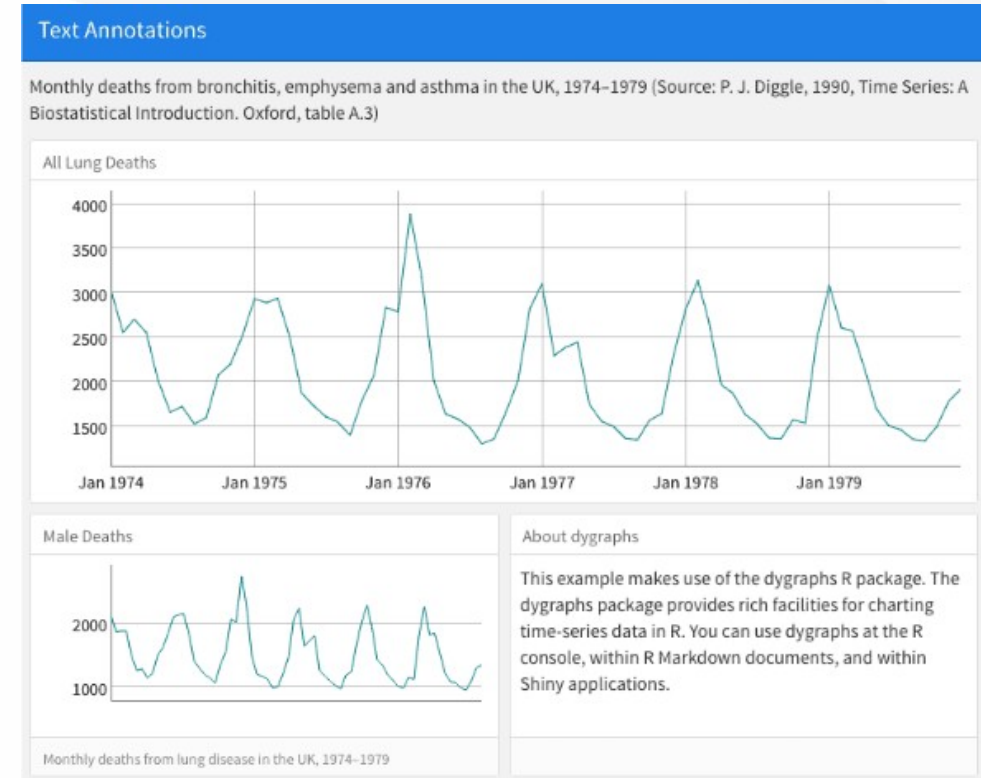 Text Annotations
Monthly deaths from bronchitis, emphysema and asthma in the UK, 1974–1979 (Source: P. J. Diggle, 1990, Time Series: A
Biostatistical Introduction. Oxford, table A.3)
All Lung Deaths
4000
3500
3000
2500
2000
1500
Jan 1974 Jan 1975 Jan 1976 Jan 1977 Jan 1978 Jan 1979
Male Deaths
2000
1000
Monthly deaths from lung disease in the UK, 1974–1979
About dygraphs
This example makes use of the dygraphs R package. The
dygraphs package provides rich facilities for charting
time-series data in R. You can use dygraphs at the R
console, within R Markdown documents, and within
Shiny applications.